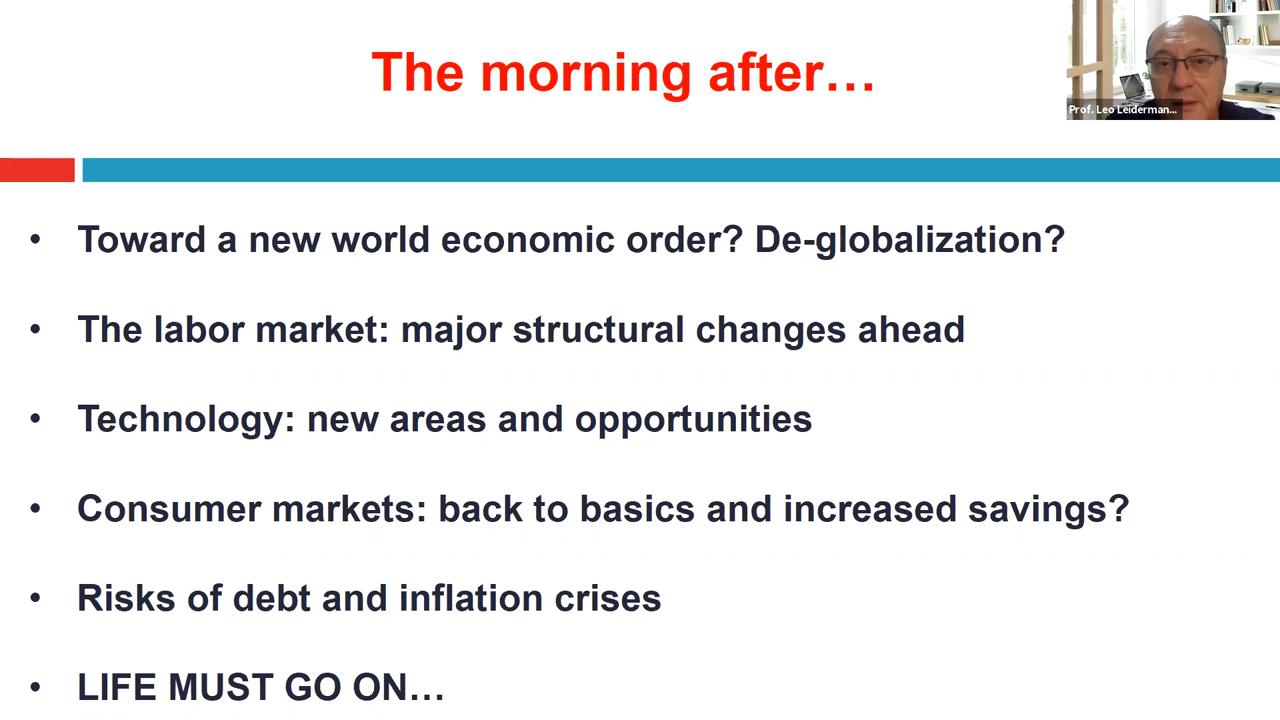 The morning after…
Prof. Leo Leiderman...
• Toward a new world economic order? De-globalization?
• The labor market: major structural changes ahead
• Technology: new areas and opportunities
• Consumer markets: back to basics and increased savings?
• Risks of debt and inflation crises
• LIFE MUST GO ON…